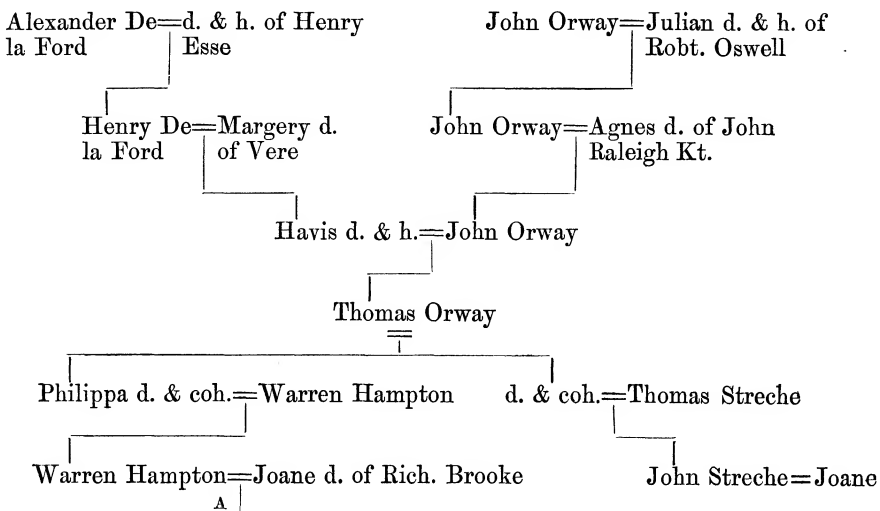 Alexander De=d. & h. of Henry
la Ford Esse
John Orway=Julian d. & h. of
Robt. Oswell
Henry De=Margery d.
la Ford of Vere
John Orway=Agnes d. of John
Raleigh Kt.
Havis d. & h.=John Orway
Thomas Orway
=
Philippa d. & coh.=Warren Hampton
d. & coh.=Thomas Streche
Warren Hampton=Joane d. of Rich. Brooke
John Streche=Joane
A